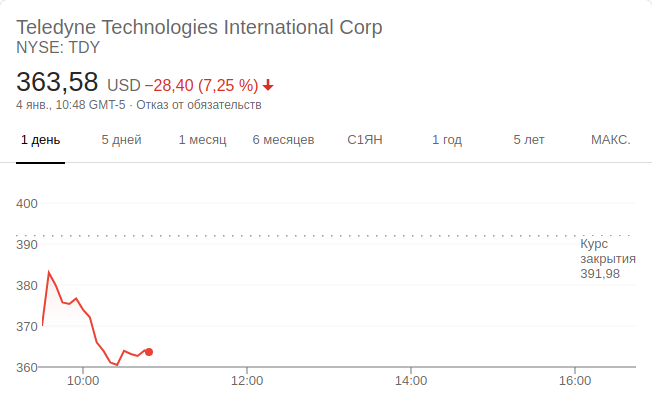 Teledyne Technologies International Corp
NYSE: TDY
363,58 USD −28,40 (7,25 %)
4 янв., 10:48 GMT-5 · Отказ от обязательств
1 день 5 дней 1 месяц 6 месяцев С1ЯН 1 год 5 лет МАКС.
400
390
380
370
360
Курс
закрытия
391,98
10:00 12:00 14:00 16:00